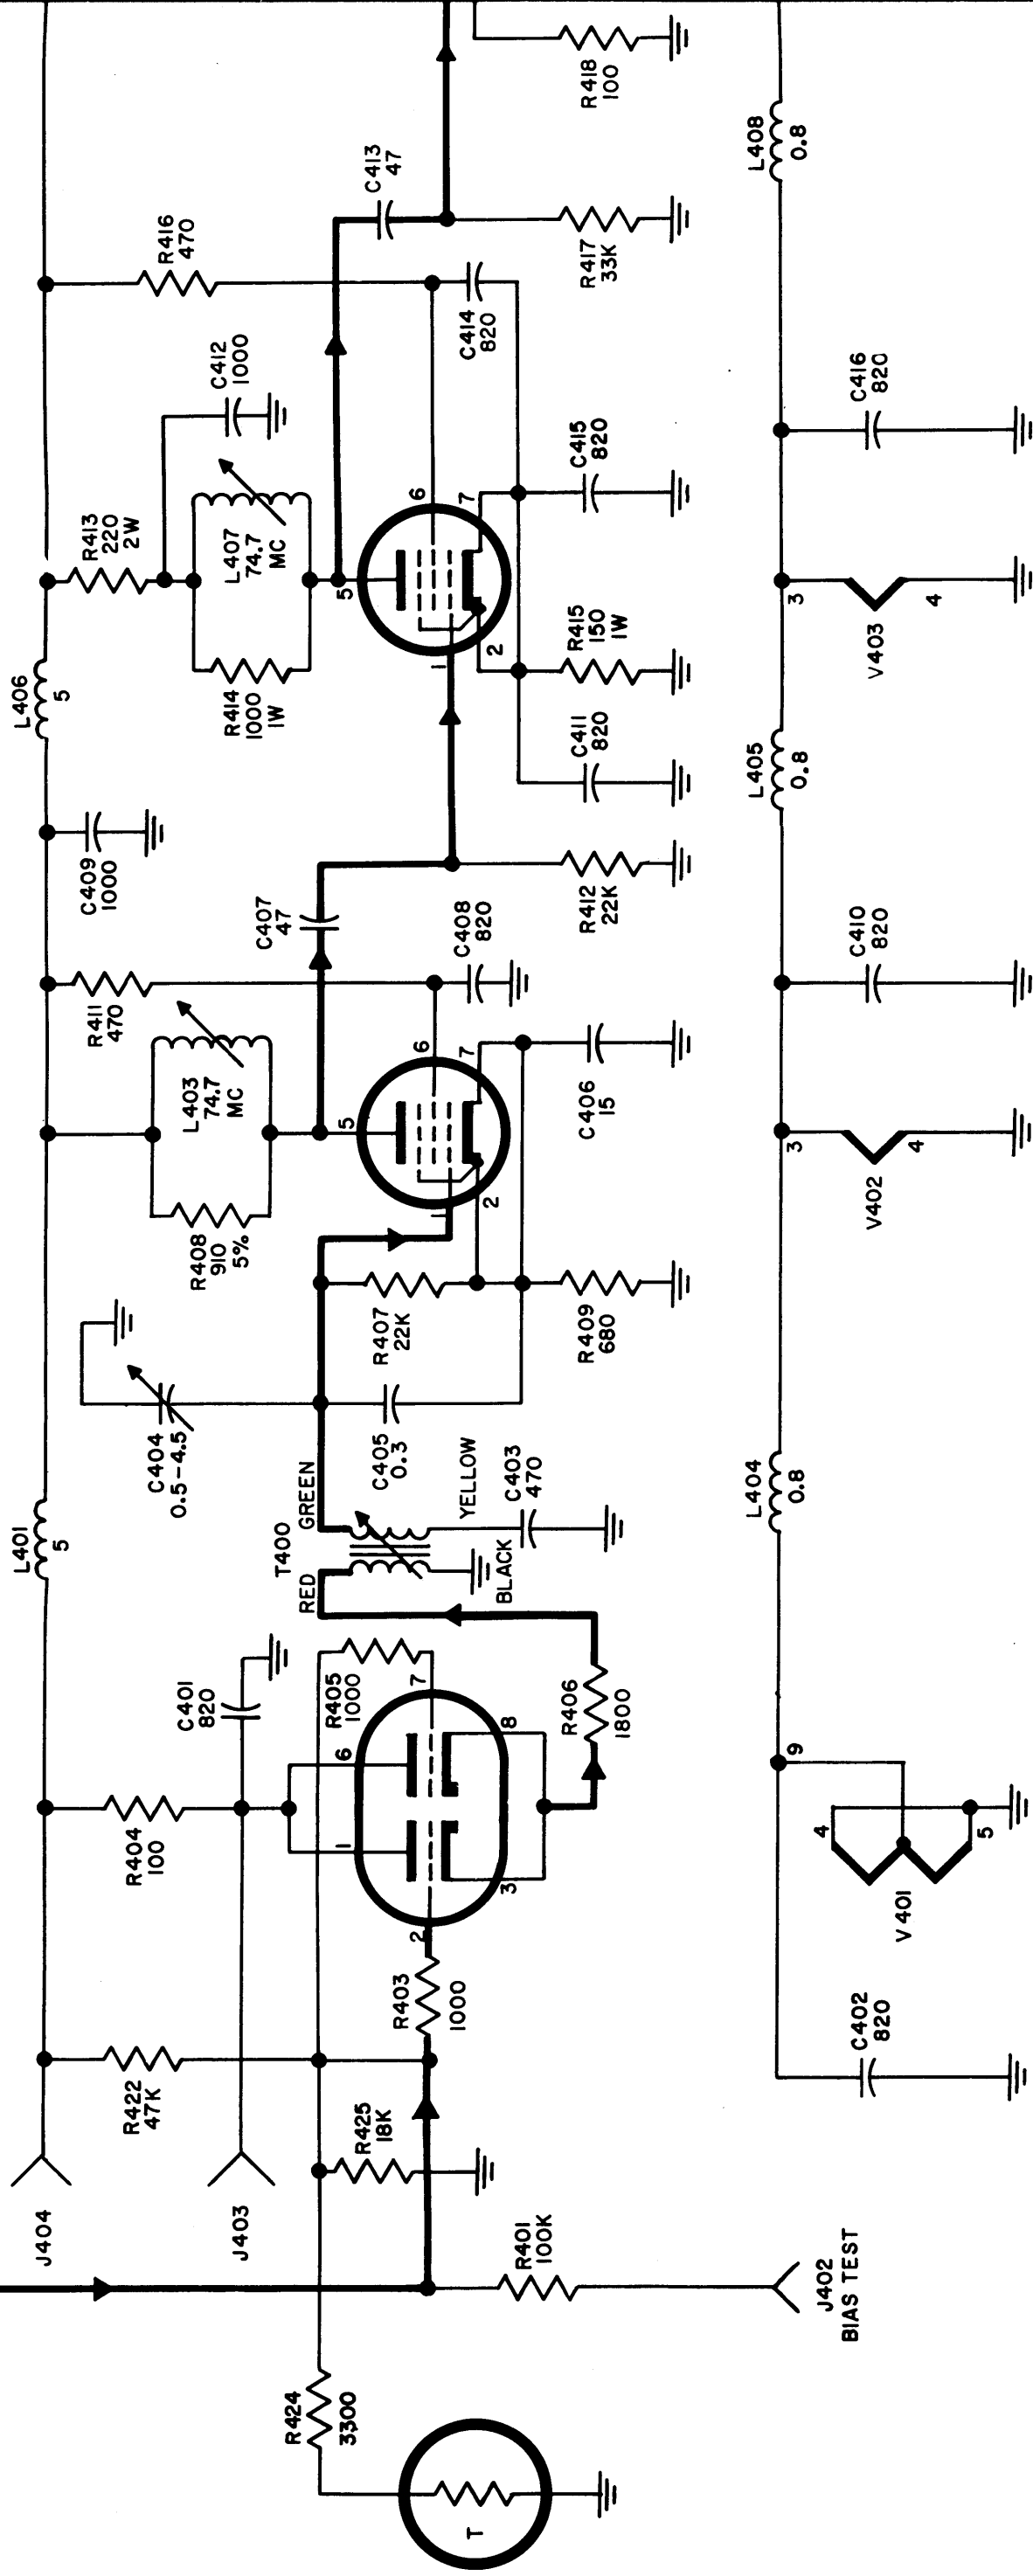 J404
R422
47K
R404
100
L401
5
C401
820
J403
R424
3300
T
R425
18K
R401
100K
J402
BIAS TEST
R403
1000
2
1
6
3
8
7
R405
1000
R406
1800
T400
RED
GREEN
BLACK
YELLOW
C403
470
C404
0.5-4.5
C405
0.3
R407
22K
R409
680
R408
910
5%
L403
74.7
MC
R411
470
1
2
5
6
7
C406
15
C408
820
C407
47
C409
1000
R412
22K
L406
5
R413
220
2W
R414
1000
1W
L407
74.7
MC
C412
1000
R416
470
1
2
5
6
7
C411
820
R415
150
1W
C415
820
C414
820
C413
47
R417
33K
R418
100
C402
820
V401
4
5
9
L404
0.8
V402
3
4
C410
820
L405
0.8
V403
3
4
C416
820
L408
0.8